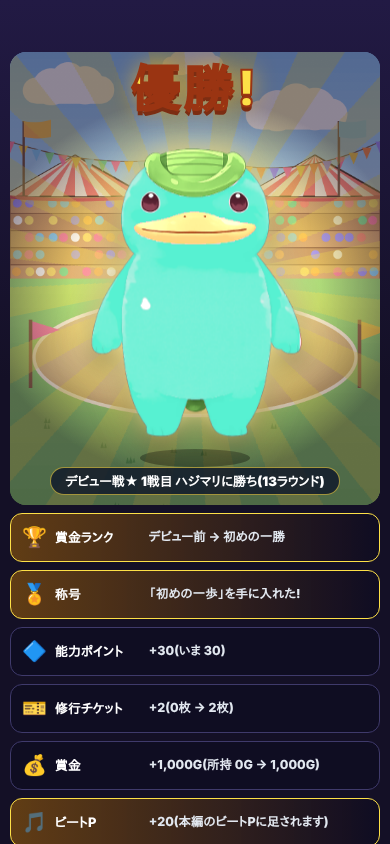 優勝!
デビュー戦★ 1戦目 ハジマリに勝ち(13ラウンド)
賞金ランク デビュー前 → 初めの一勝
称号 「初めの一歩」を手に入れた!
能力ポイント +30(いま 30)
修行チケット +2(0枚 → 2枚)
賞金 +1,000G(所持 0G → 1,000G)
ビートP +20(本編のビートPに足されます)